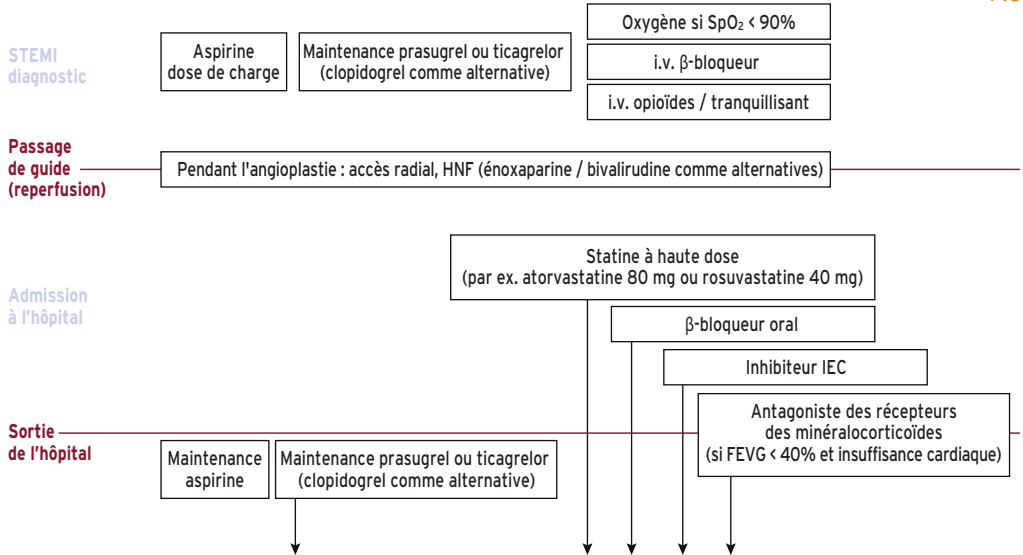 Oxygène si SpO₂ < 90%
STEMI
diagnostic
Aspirine
dose de charge
Maintenance prasugrel ou ticagrelor
(clopidogrel comme alternative)
i.v. β-bloqueur
i.v. opioïdes / tranquillisant
Passage
de guide
(reperfusion)
Pendant l'angioplastie : accès radial, HNF (énoxaparine / bivalirudine comme alternatives)
Statine à haute dose
(par ex. atorvastatine 80 mg ou rosuvastatine 40 mg)
Admission
à l'hôpital
β-bloqueur oral
Inhibiteur IEC
Antagoniste des récepteurs
des minéralocorticoïdes
(si FEVG < 40% et insuffisance cardiaque)
Sortie
de l'hôpital
Maintenance
aspirine
Maintenance prasugrel ou ticagrelor
(clopidogrel comme alternative)